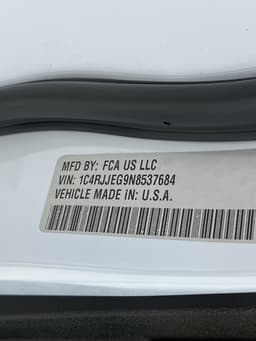 MFD BY: FCA US LLC
VIN: 1C4RJJEG9N8537684
VEHICLE MADE IN: U.S.A.